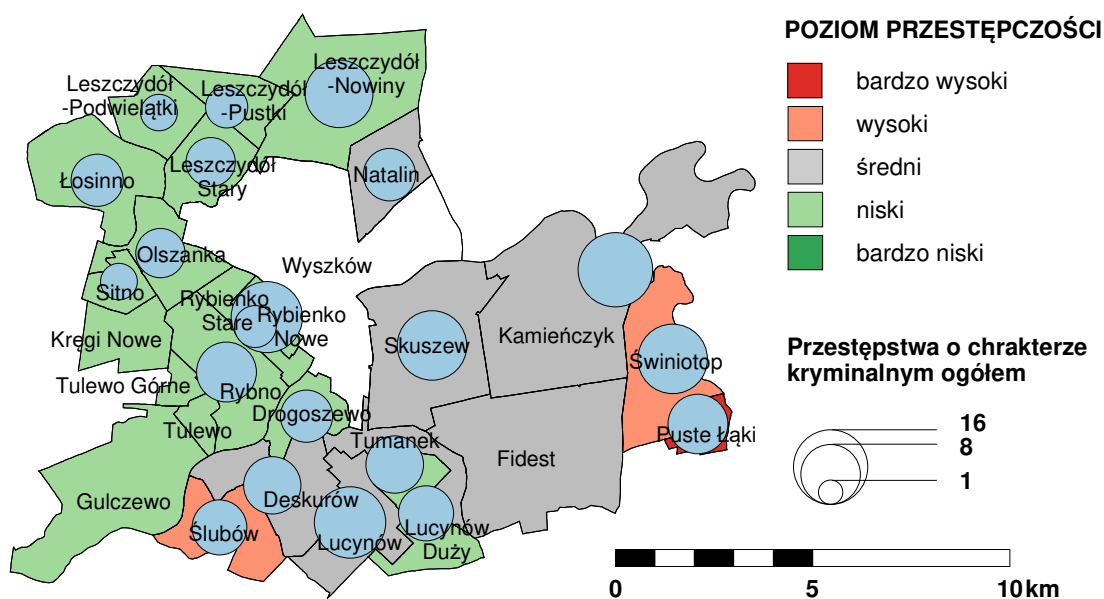 POZIOM PRZESTĘPCZOŚCI
bardzo wysoki
wysoki
średni
niski
bardzo niski
Leszczydół
-Nowiny
Leszczydół
-Podwielątki
Leszczydół
-Pustki
Łosinno
Leszczydół
Stary
Natalin
Olszanka
Wyszków
Sitno
Rybienko
Stare
Rybienko
Nowe
Kręgi Nowe
Skuszew
Kamieńczyk
Świniotop
Tulewo Górne
Rybno
Drogoszewo
Tulewo
Tumanek
Puste Łąki
Fidest
Gulczewo
Deskurów
Ślubów
Lucynów
Lucynów
Duży
Przestępstwa o chrakterze
kryminalnym ogółem
16
8
1
0 5 10 km